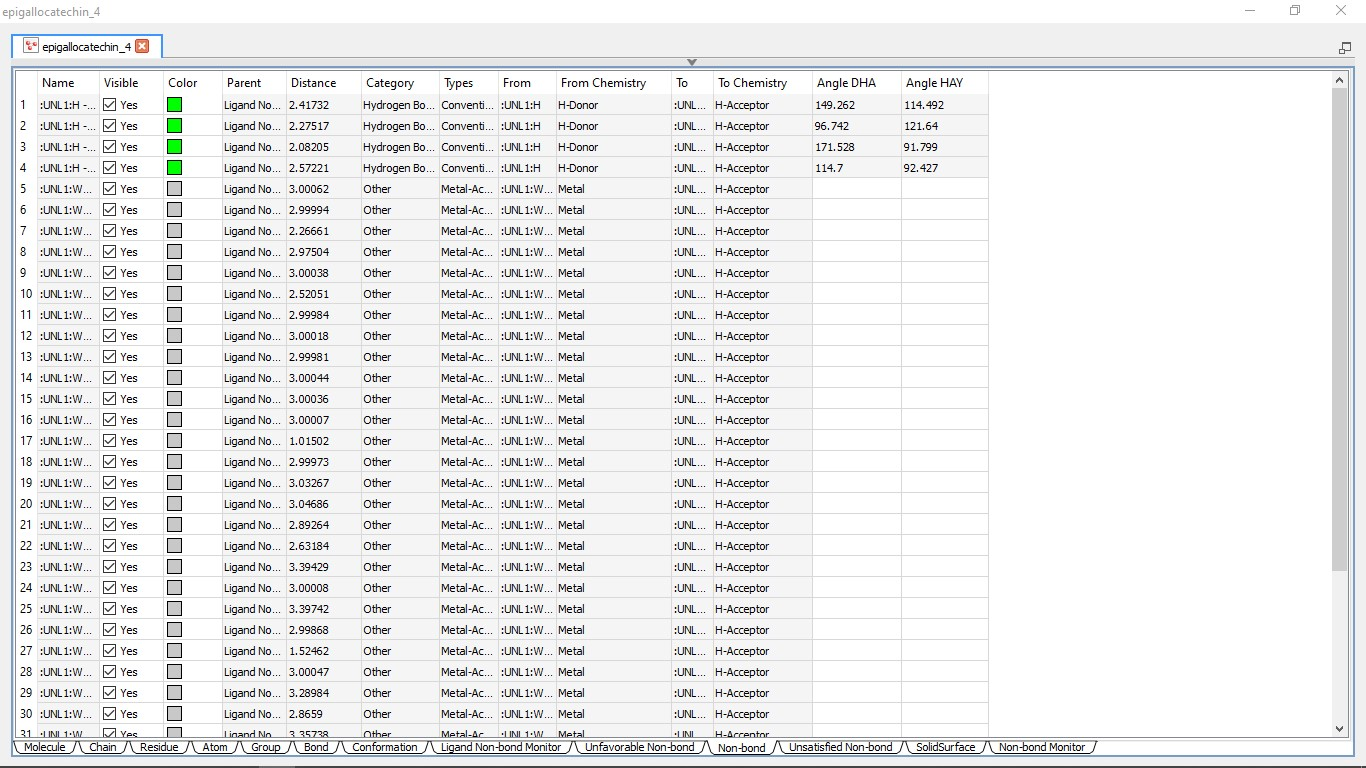 epigallocatechin_4
epigallocatechin_4
Name Visible Color Parent Distance Category Types From From Chemistry To To Chemistry Angle DHA Angle HAY
1 :UNL1:H -... Yes Ligand No... 2.41732 Hydrogen Bo... Conventi... :UNL1:H H-Donor :UNL... H-Acceptor 149.262 114.492
2 :UNL1:H -... Yes Ligand No... 2.27517 Hydrogen Bo... Conventi... :UNL1:H H-Donor :UNL... H-Acceptor 96.742 121.64
3 :UNL1:H -... Yes Ligand No... 2.08205 Hydrogen Bo... Conventi... :UNL1:H H-Donor :UNL... H-Acceptor 171.528 91.799
4 :UNL1:H -... Yes Ligand No... 2.57221 Hydrogen Bo... Conventi... :UNL1:H H-Donor :UNL... H-Acceptor 114.7 92.427
5 :UNL1:W... Yes Ligand No... 3.00062 Other Metal-Ac... :UNL1:W... Metal :UNL... H-Acceptor
6 :UNL1:W... Yes Ligand No... 2.99994 Other Metal-Ac... :UNL1:W... Metal :UNL... H-Acceptor
7 :UNL1:W... Yes Ligand No... 2.26661 Other Metal-Ac... :UNL1:W... Metal :UNL... H-Acceptor
8 :UNL1:W... Yes Ligand No... 2.97504 Other Metal-Ac... :UNL1:W... Metal :UNL... H-Acceptor
9 :UNL1:W... Yes Ligand No... 3.00038 Other Metal-Ac... :UNL1:W... Metal :UNL... H-Acceptor
10 :UNL1:W... Yes Ligand No... 2.52051 Other Metal-Ac... :UNL1:W... Metal :UNL... H-Acceptor
11 :UNL1:W... Yes Ligand No... 2.99984 Other Metal-Ac... :UNL1:W... Metal :UNL... H-Acceptor
12 :UNL1:W... Yes Ligand No... 3.00018 Other Metal-Ac... :UNL1:W... Metal :UNL... H-Acceptor
13 :UNL1:W... Yes Ligand No... 2.99981 Other Metal-Ac... :UNL1:W... Metal :UNL... H-Acceptor
14 :UNL1:W... Yes Ligand No... 3.00044 Other Metal-Ac... :UNL1:W... Metal :UNL... H-Acceptor
15 :UNL1:W... Yes Ligand No... 3.00036 Other Metal-Ac... :UNL1:W... Metal :UNL... H-Acceptor
16 :UNL1:W... Yes Ligand No... 3.00007 Other Metal-Ac... :UNL1:W... Metal :UNL... H-Acceptor
17 :UNL1:W... Yes Ligand No... 1.01502 Other Metal-Ac... :UNL1:W... Metal :UNL... H-Acceptor
18 :UNL1:W... Yes Ligand No... 2.99973 Other Metal-Ac... :UNL1:W... Metal :UNL... H-Acceptor
19 :UNL1:W... Yes Ligand No... 3.03267 Other Metal-Ac... :UNL1:W... Metal :UNL... H-Acceptor
20 :UNL1:W... Yes Ligand No... 3.04686 Other Metal-Ac... :UNL1:W... Metal :UNL... H-Acceptor
21 :UNL1:W... Yes Ligand No... 2.89264 Other Metal-Ac... :UNL1:W... Metal :UNL... H-Acceptor
22 :UNL1:W... Yes Ligand No... 2.63184 Other Metal-Ac... :UNL1:W... Metal :UNL... H-Acceptor
23 :UNL1:W... Yes Ligand No... 3.39429 Other Metal-Ac... :UNL1:W... Metal :UNL... H-Acceptor
24 :UNL1:W... Yes Ligand No... 3.00008 Other Metal-Ac... :UNL1:W... Metal :UNL... H-Acceptor
25 :UNL1:W... Yes Ligand No... 3.39742 Other Metal-Ac... :UNL1:W... Metal :UNL... H-Acceptor
26 :UNL1:W... Yes Ligand No... 2.99868 Other Metal-Ac... :UNL1:W... Metal :UNL... H-Acceptor
27 :UNL1:W... Yes Ligand No... 1.52462 Other Metal-Ac... :UNL1:W... Metal :UNL... H-Acceptor
28 :UNL1:W... Yes Ligand No... 3.00047 Other Metal-Ac... :UNL1:W... Metal :UNL... H-Acceptor
29 :UNL1:W... Yes Ligand No... 3.28984 Other Metal-Ac... :UNL1:W... Metal :UNL... H-Acceptor
30 :UNL1:W... Yes Ligand No... 2.8659 Other Metal-Ac... :UNL1:W... Metal :UNL... H-Acceptor
31 :UNL1:W... Yes Ligand No... 3.35738 Other Metal-Ac... :UNL1:W... Metal :UNL... H-Acceptor
Molecule Chain Residue Atom Group Bond Conformation Ligand Non-bond Monitor Unfavorable Non-bond Non-bond Unsatisfied Non-bond SolidSurface Non-bond Monitor